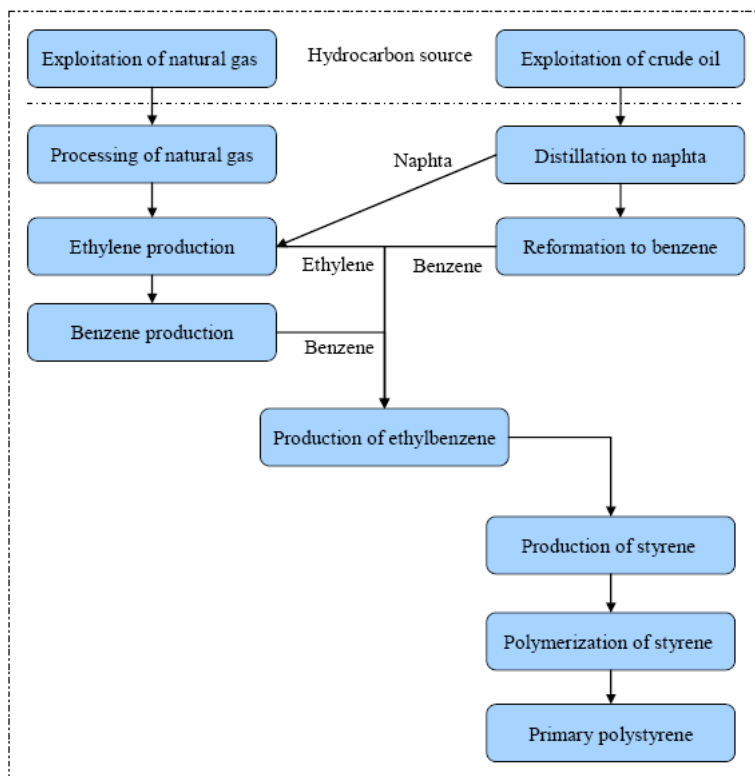 Exploitation of natural gas
Hydrocarbon source
Exploitation of crude oil
Processing of natural gas
Naphta
Distillation to naphta
Ethylene production
Ethylene
Benzene
Reformation to benzene
Benzene production
Benzene
Production of ethylbenzene
Production of styrene
Polymerization of styrene
Primary polystyrene